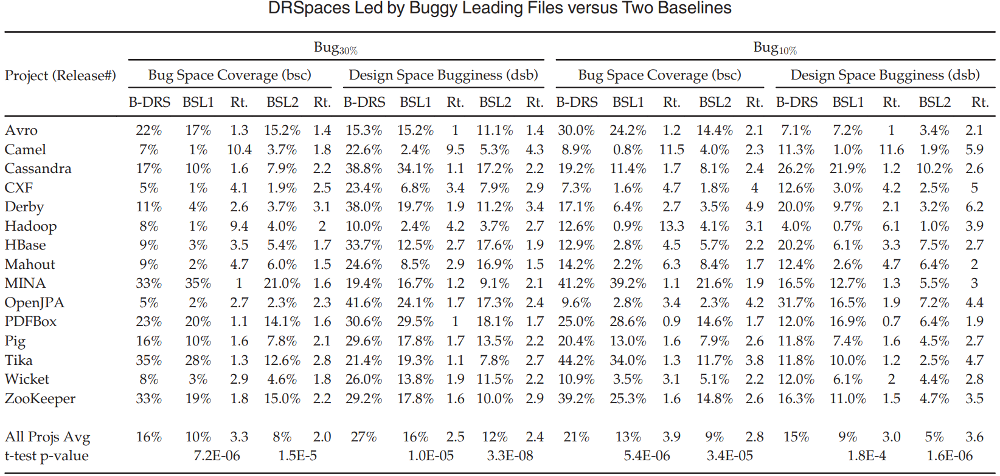 DRSpaces Led by Buggy Leading Files versus Two Baselines
Bug30% Bug10%
Project (Release#) Bug Space Coverage (bsc) Design Space Bugginess (dsb) Bug Space Coverage (bsc) Design Space Bugginess (dsb)
B-DRS BSL1 Rt. BSL2 Rt. B-DRS BSL1 Rt. BSL2 Rt. B-DRS BSL1 Rt. BSL2 Rt. B-DRS BSL1 Rt. BSL2 Rt.
Avro 22% 17% 1.3 15.2% 1.4 15.3% 15.2% 1 11.1% 1.4 30.0% 24.2% 1.2 14.4% 2.1 7.1% 7.2% 1 3.4% 2.1
Camel 7% 1% 10.4 3.7% 1.8 22.6% 2.4% 9.5 5.3% 4.3 8.9% 0.8% 11.5 4.0% 2.3 11.3% 1.0% 11.6 1.9% 5.9
Cassandra 17% 10% 1.6 7.9% 2.2 38.8% 34.1% 1.1 17.2% 2.2 19.2% 11.4% 1.7 8.1% 2.4 26.2% 21.9% 1.2 10.2% 2.6
CXF 5% 1% 4.1 1.9% 2.5 23.4% 6.8% 3.4 7.9% 2.9 7.3% 1.6% 4.7 1.8% 4 12.6% 3.0% 4.2 2.5% 5
Derby 11% 4% 2.6 3.7% 3.1 38.0% 19.7% 1.9 11.2% 3.4 17.1% 6.4% 2.7 3.5% 4.9 20.0% 9.7% 2.1 3.2% 6.2
Hadoop 8% 1% 9.4 4.0% 2 10.0% 2.4% 4.2 3.7% 2.7 12.6% 0.9% 13.3 4.1% 3.1 4.0% 0.7% 6.1 1.0% 3.9
HBase 9% 3% 3.5 5.4% 1.7 33.7% 12.5% 2.7 17.6% 1.9 12.9% 2.8% 4.5 5.7% 2.2 20.2% 6.1% 3.3 7.5% 2.7
Mahout 9% 2% 4.7 6.0% 1.5 24.6% 8.5% 2.9 16.9% 1.5 14.2% 2.2% 6.3 8.4% 1.7 12.4% 2.6% 4.7 6.4% 2
MINA 33% 35% 1 21.0% 1.6 19.4% 16.7% 1.2 9.1% 2.1 41.2% 39.2% 1.1 21.6% 1.9 16.5% 12.7% 1.3 5.5% 3
OpenJPA 5% 2% 2.7 2.3% 2.3 41.6% 24.1% 1.7 17.3% 2.4 9.6% 2.8% 3.4 2.3% 4.2 31.7% 16.5% 1.9 7.2% 4.4
PDFBox 23% 20% 1.1 14.1% 1.6 30.6% 29.5% 1 18.1% 1.7 25.0% 28.6% 0.9 14.6% 1.7 12.0% 16.9% 0.7 6.4% 1.9
Pig 16% 10% 1.6 7.8% 2.1 29.6% 17.8% 1.7 13.5% 2.2 20.4% 13.0% 1.6 7.9% 2.6 11.8% 7.4% 1.6 4.5% 2.7
Tika 35% 28% 1.3 12.6% 2.8 21.4% 19.3% 1.1 7.8% 2.7 44.2% 34.0% 1.3 11.7% 3.8 11.8% 10.0% 1.2 2.5% 4.7
Wicket 8% 3% 2.9 4.6% 1.8 26.0% 13.8% 1.9 11.5% 2.2 10.9% 3.5% 3.1 5.1% 2.2 12.0% 6.1% 2 4.4% 2.8
ZooKeeper 33% 19% 1.8 15.0% 2.2 29.2% 17.8% 1.6 10.0% 2.9 39.2% 25.3% 1.6 14.8% 2.6 16.3% 11.0% 1.5 4.7% 3.5
All Projs Avg 16% 10% 3.3 8% 2.0 27% 16% 2.5 12% 2.4 21% 13% 3.9 9% 2.8 15% 9% 3.0 5% 3.6
t-test p-value 7.2E-06 1.5E-5 1.0E-05 3.3E-08 5.4E-06 3.4E-05 1.8E-4 1.6E-06